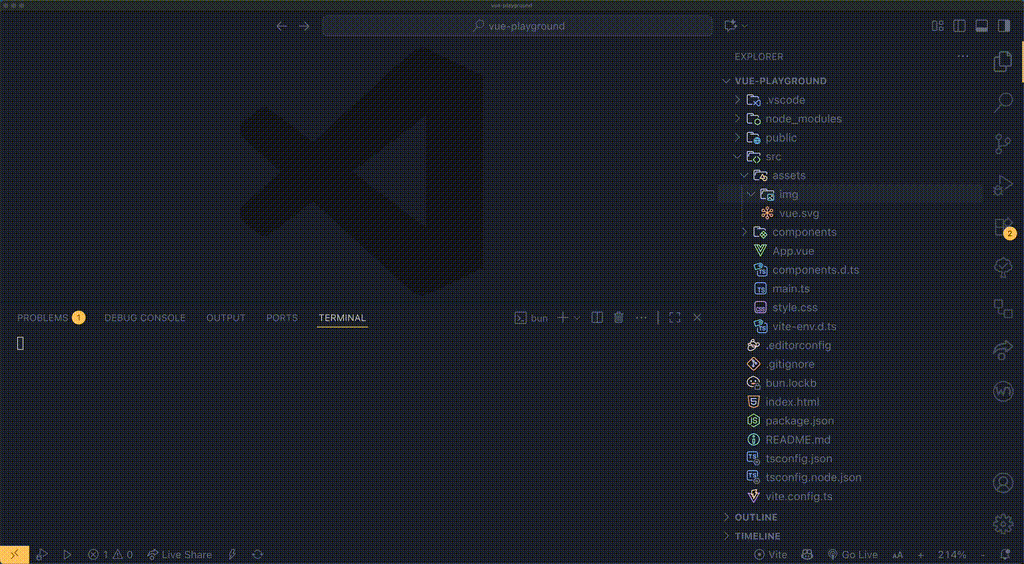 vue-playground
vue-playground
EXPLORER
VUE-PLAYGROUND
.vscode
node_modules
public
src
assets
img
vue.svg
components
App.vue
components.d.ts
main.ts
style.css
vite-env.d.ts
.editorconfig
.gitignore
bun.lockb
index.html
package.json
README.md
tsconfig.json
tsconfig.node.json
vite.config.ts
OUTLINE
TIMELINE
2
PROBLEMS 1 DEBUG CONSOLE OUTPUT PORTS TERMINAL bun
1 0 Live Share Vite Go Live AA + 214% -